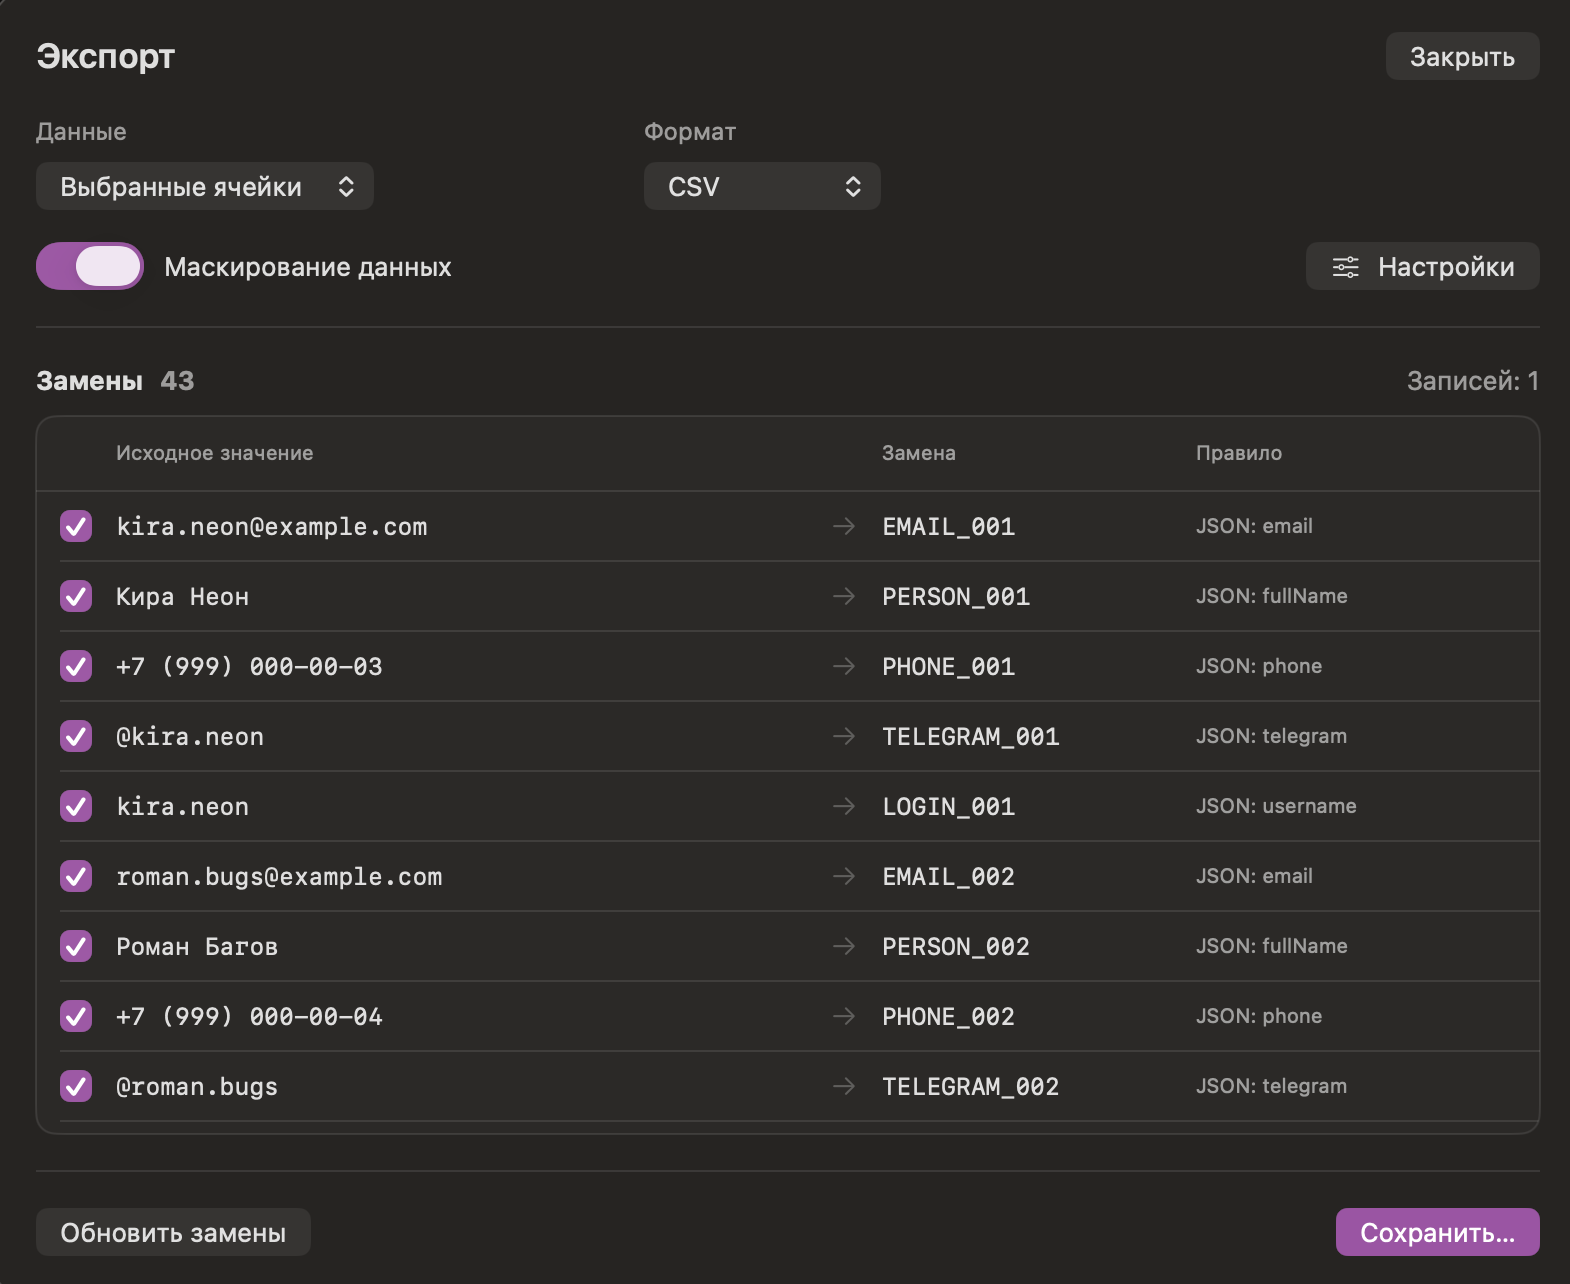 Экспорт
Закрыть
Данные
Формат
Выбранные ячейки
CSV
Маскирование данных
Настройки
Замены 43
Записей: 1
Исходное значение Замена Правило
kira.neon@example.com → EMAIL_001 JSON: email
Кира Неон → PERSON_001 JSON: fullName
+7 (999) 000-00-03 → PHONE_001 JSON: phone
@kira.neon → TELEGRAM_001 JSON: telegram
kira.neon → LOGIN_001 JSON: username
roman.bugs@example.com → EMAIL_002 JSON: email
Роман Багов → PERSON_002 JSON: fullName
+7 (999) 000-00-04 → PHONE_002 JSON: phone
@roman.bugs → TELEGRAM_002 JSON: telegram
Обновить замены
Сохранить...